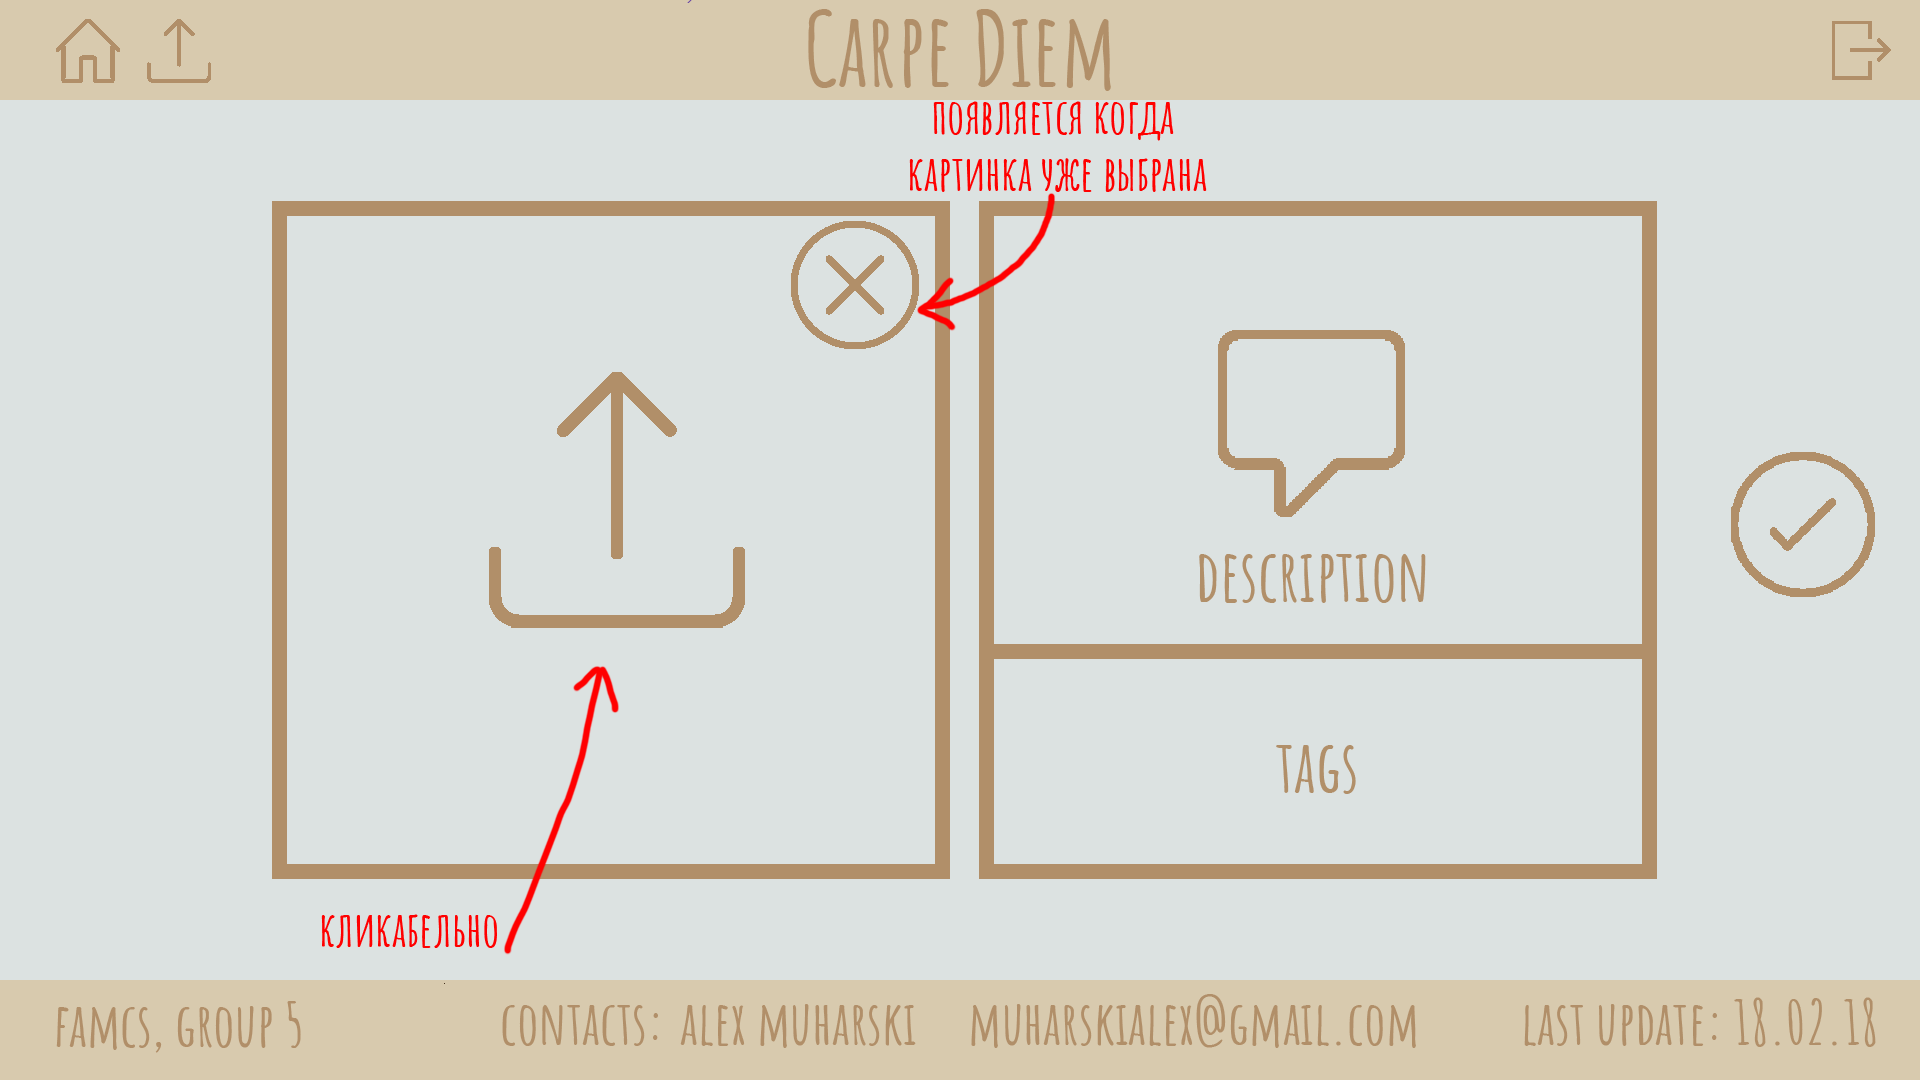 Carpe Diem
появляется когда
картинка уже выбрана
description
tags
кликабельно
famcs, group 5
contacts: alex muharski
muharskialex@gmail.com
last update: 18.02.18